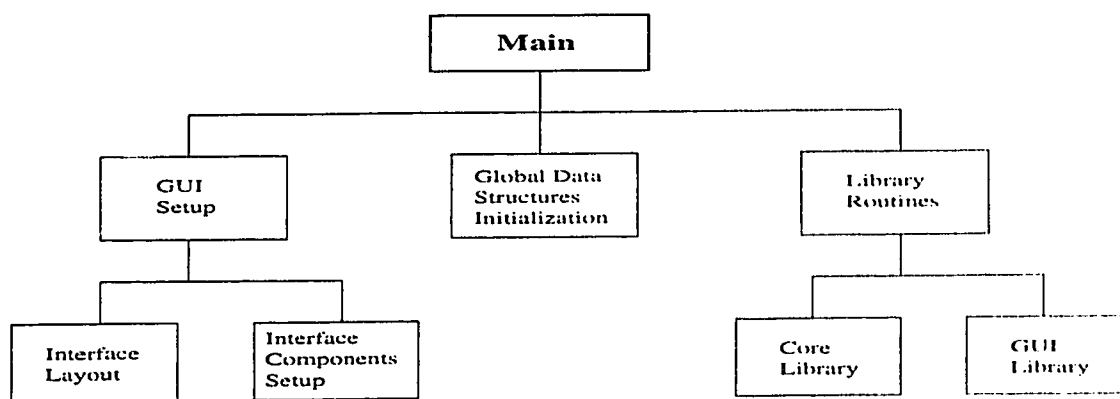 Main
GUI
Setup
Global Data
Structures
Initialization
Library
Routines
Interface
Layout
Interface
Components
Setup
Core
Library
GUI
Library